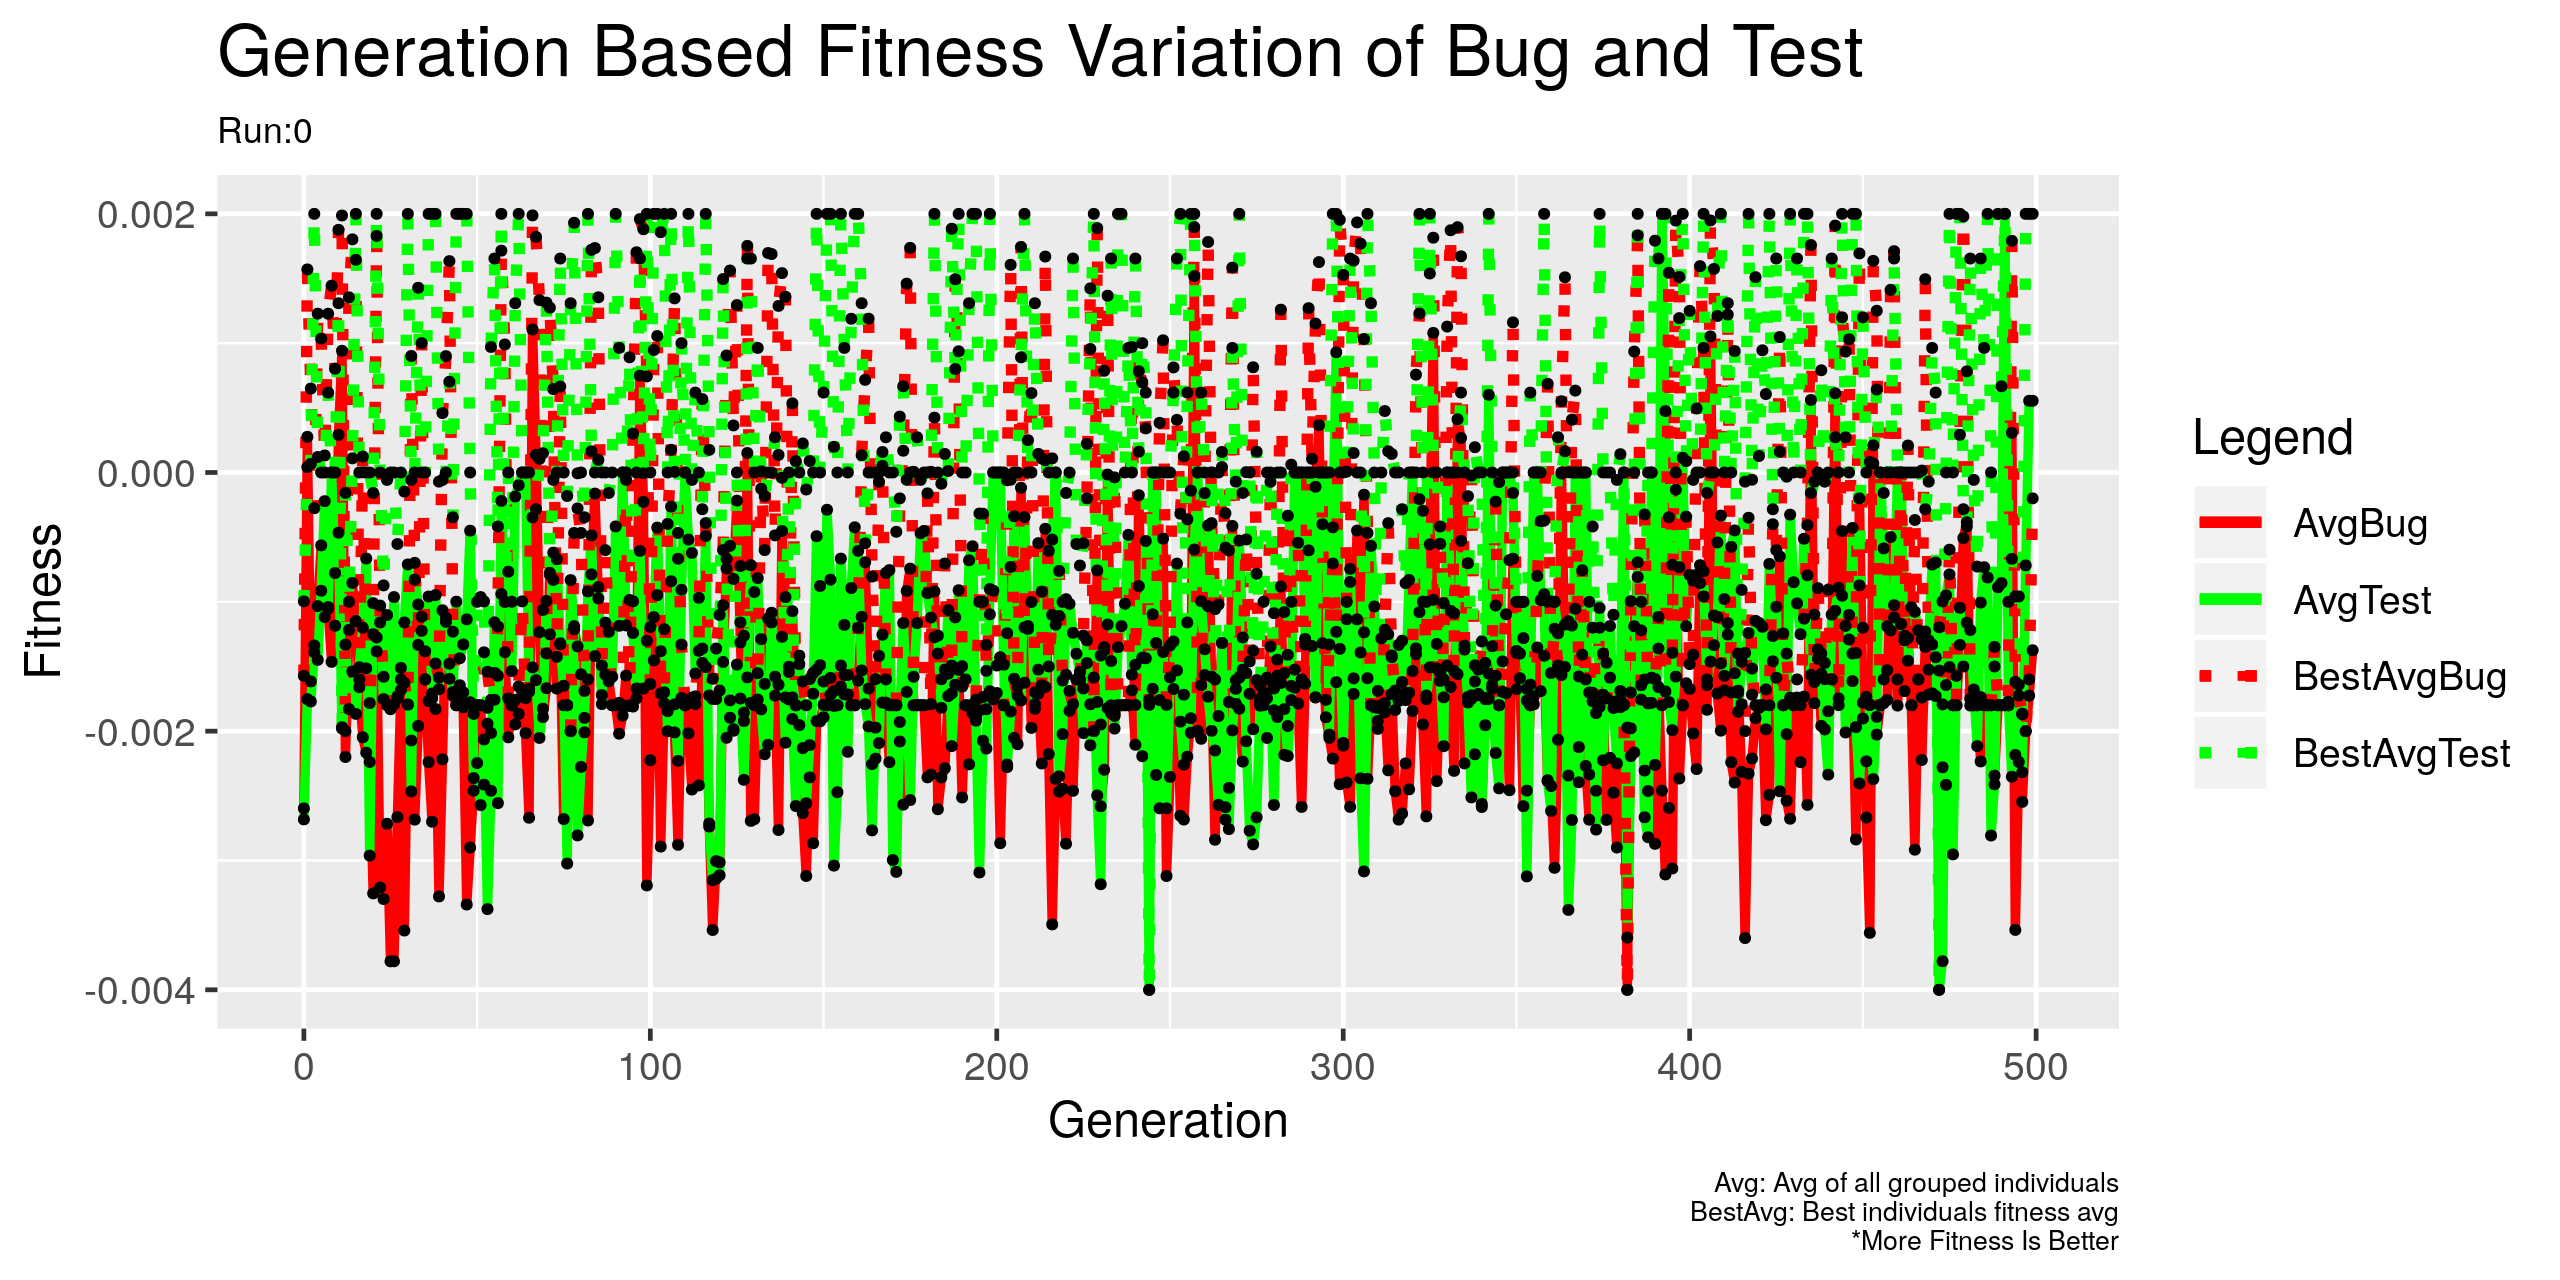 Generation Based Fitness Variation of Bug and Test
Run:0
Fitness
0.002
0.000
-0.002
-0.004
0 100 200 300 400 500
Generation
Legend
AvgBug
AvgTest
BestAvgBug
BestAvgTest
Avg: Avg of all grouped individuals
BestAvg: Best individuals fitness avg
*More Fitness Is Better